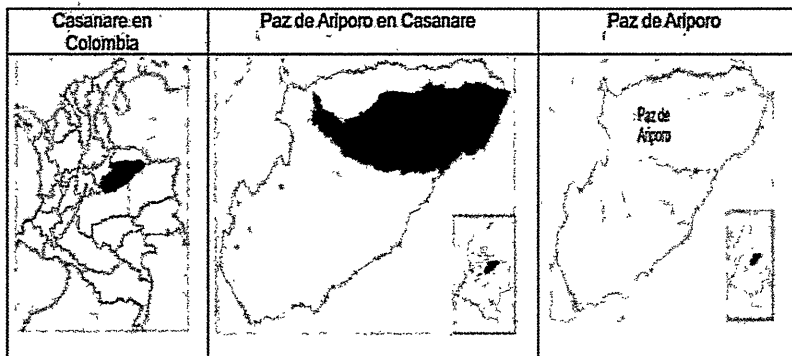 Casanare en
Colombia
Paz de Ariporo en Casanare
Paz de Ariporo
Paz de
Ariporo